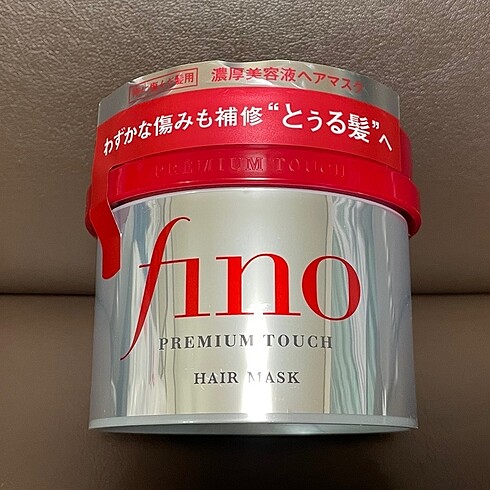 濃厚美容液ヘアマスク
わずかな傷みも補修“とぅる髪”へ
PREMIUM TOUCH
fino
PREMIUM TOUCH
HAIR MASK